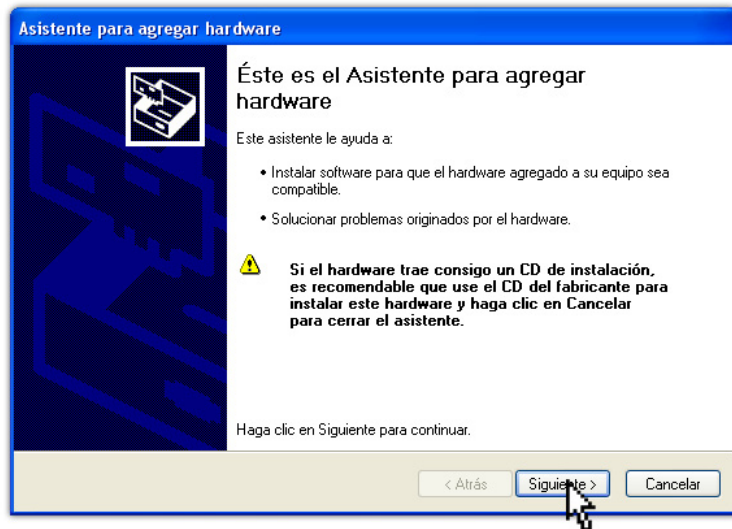 Asistente para agregar hardware
Éste es el Asistente para agregar
hardware
Este asistente le ayuda a:
• Instalar software para que el hardware agregado a su equipo sea
compatible.
• Solucionar problemas originados por el hardware.
Si el hardware trae consigo un CD de instalación,
es recomendable que use el CD del fabricante para
instalar este hardware y haga clic en Cancelar
para cerrar el asistente.
Haga clic en Siguiente para continuar.
< Atrás Siguiente > Cancelar